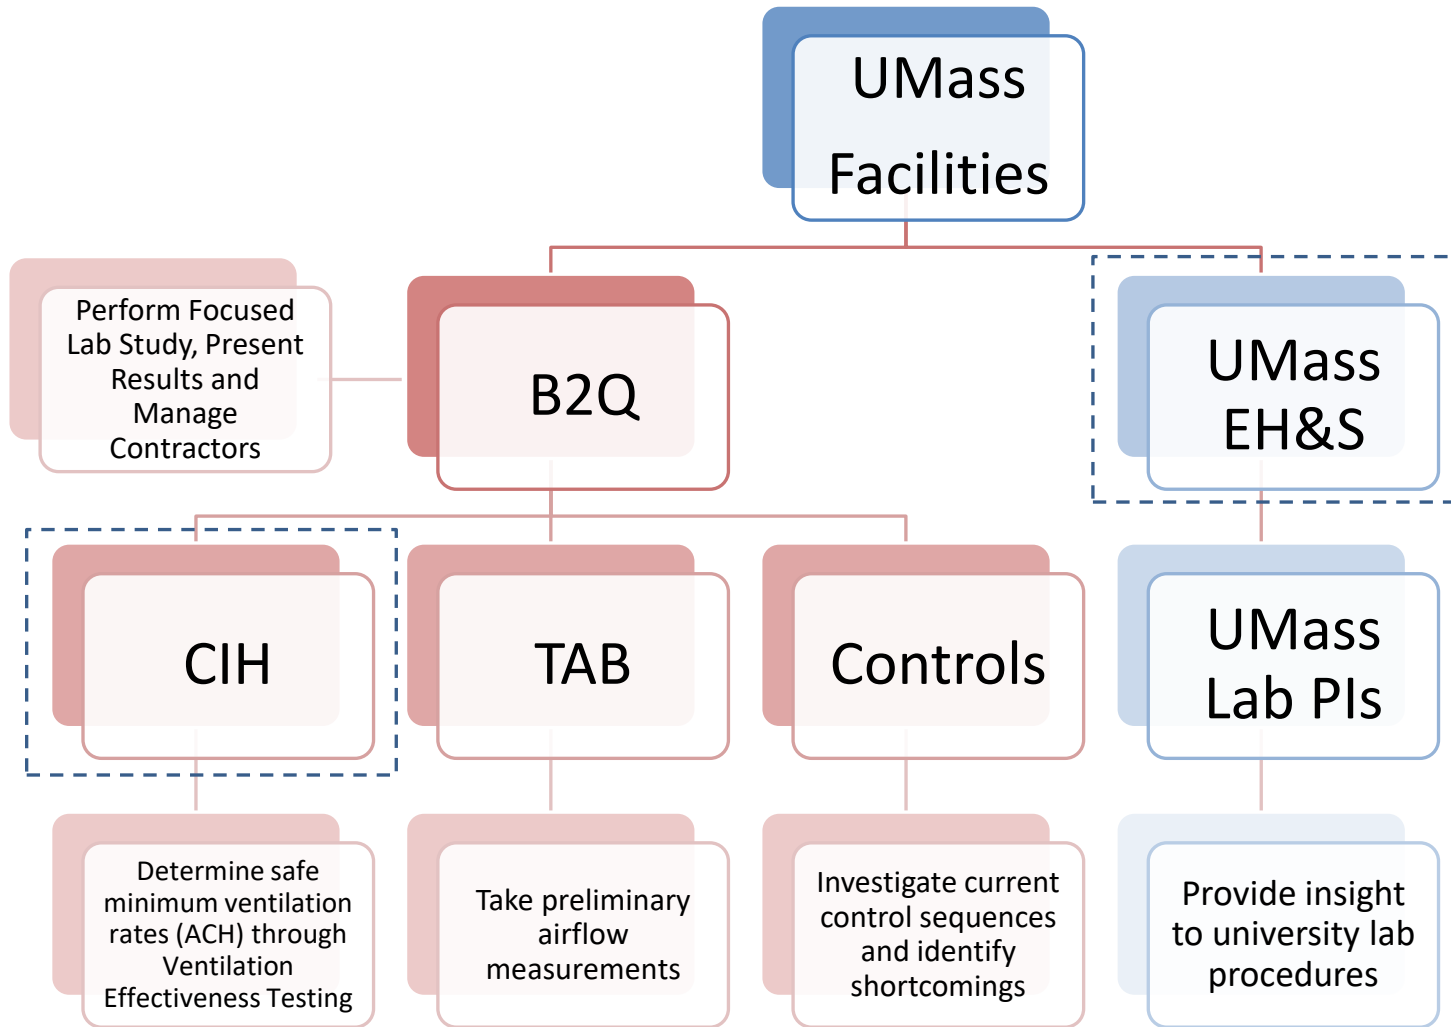 UMass
Facilities
Perform Focused
Lab Study, Present
Results and
Manage
Contractors
B2Q
UMass
EH&S
CIH
TAB
Controls
UMass
Lab PIs
Determine safe
minimum ventilation
rates (ACH) through
Ventilation
Effectiveness Testing
Take preliminary
airflow
measurements
Investigate current
control sequences
and identify
shortcomings
Provide insight
to university lab
procedures